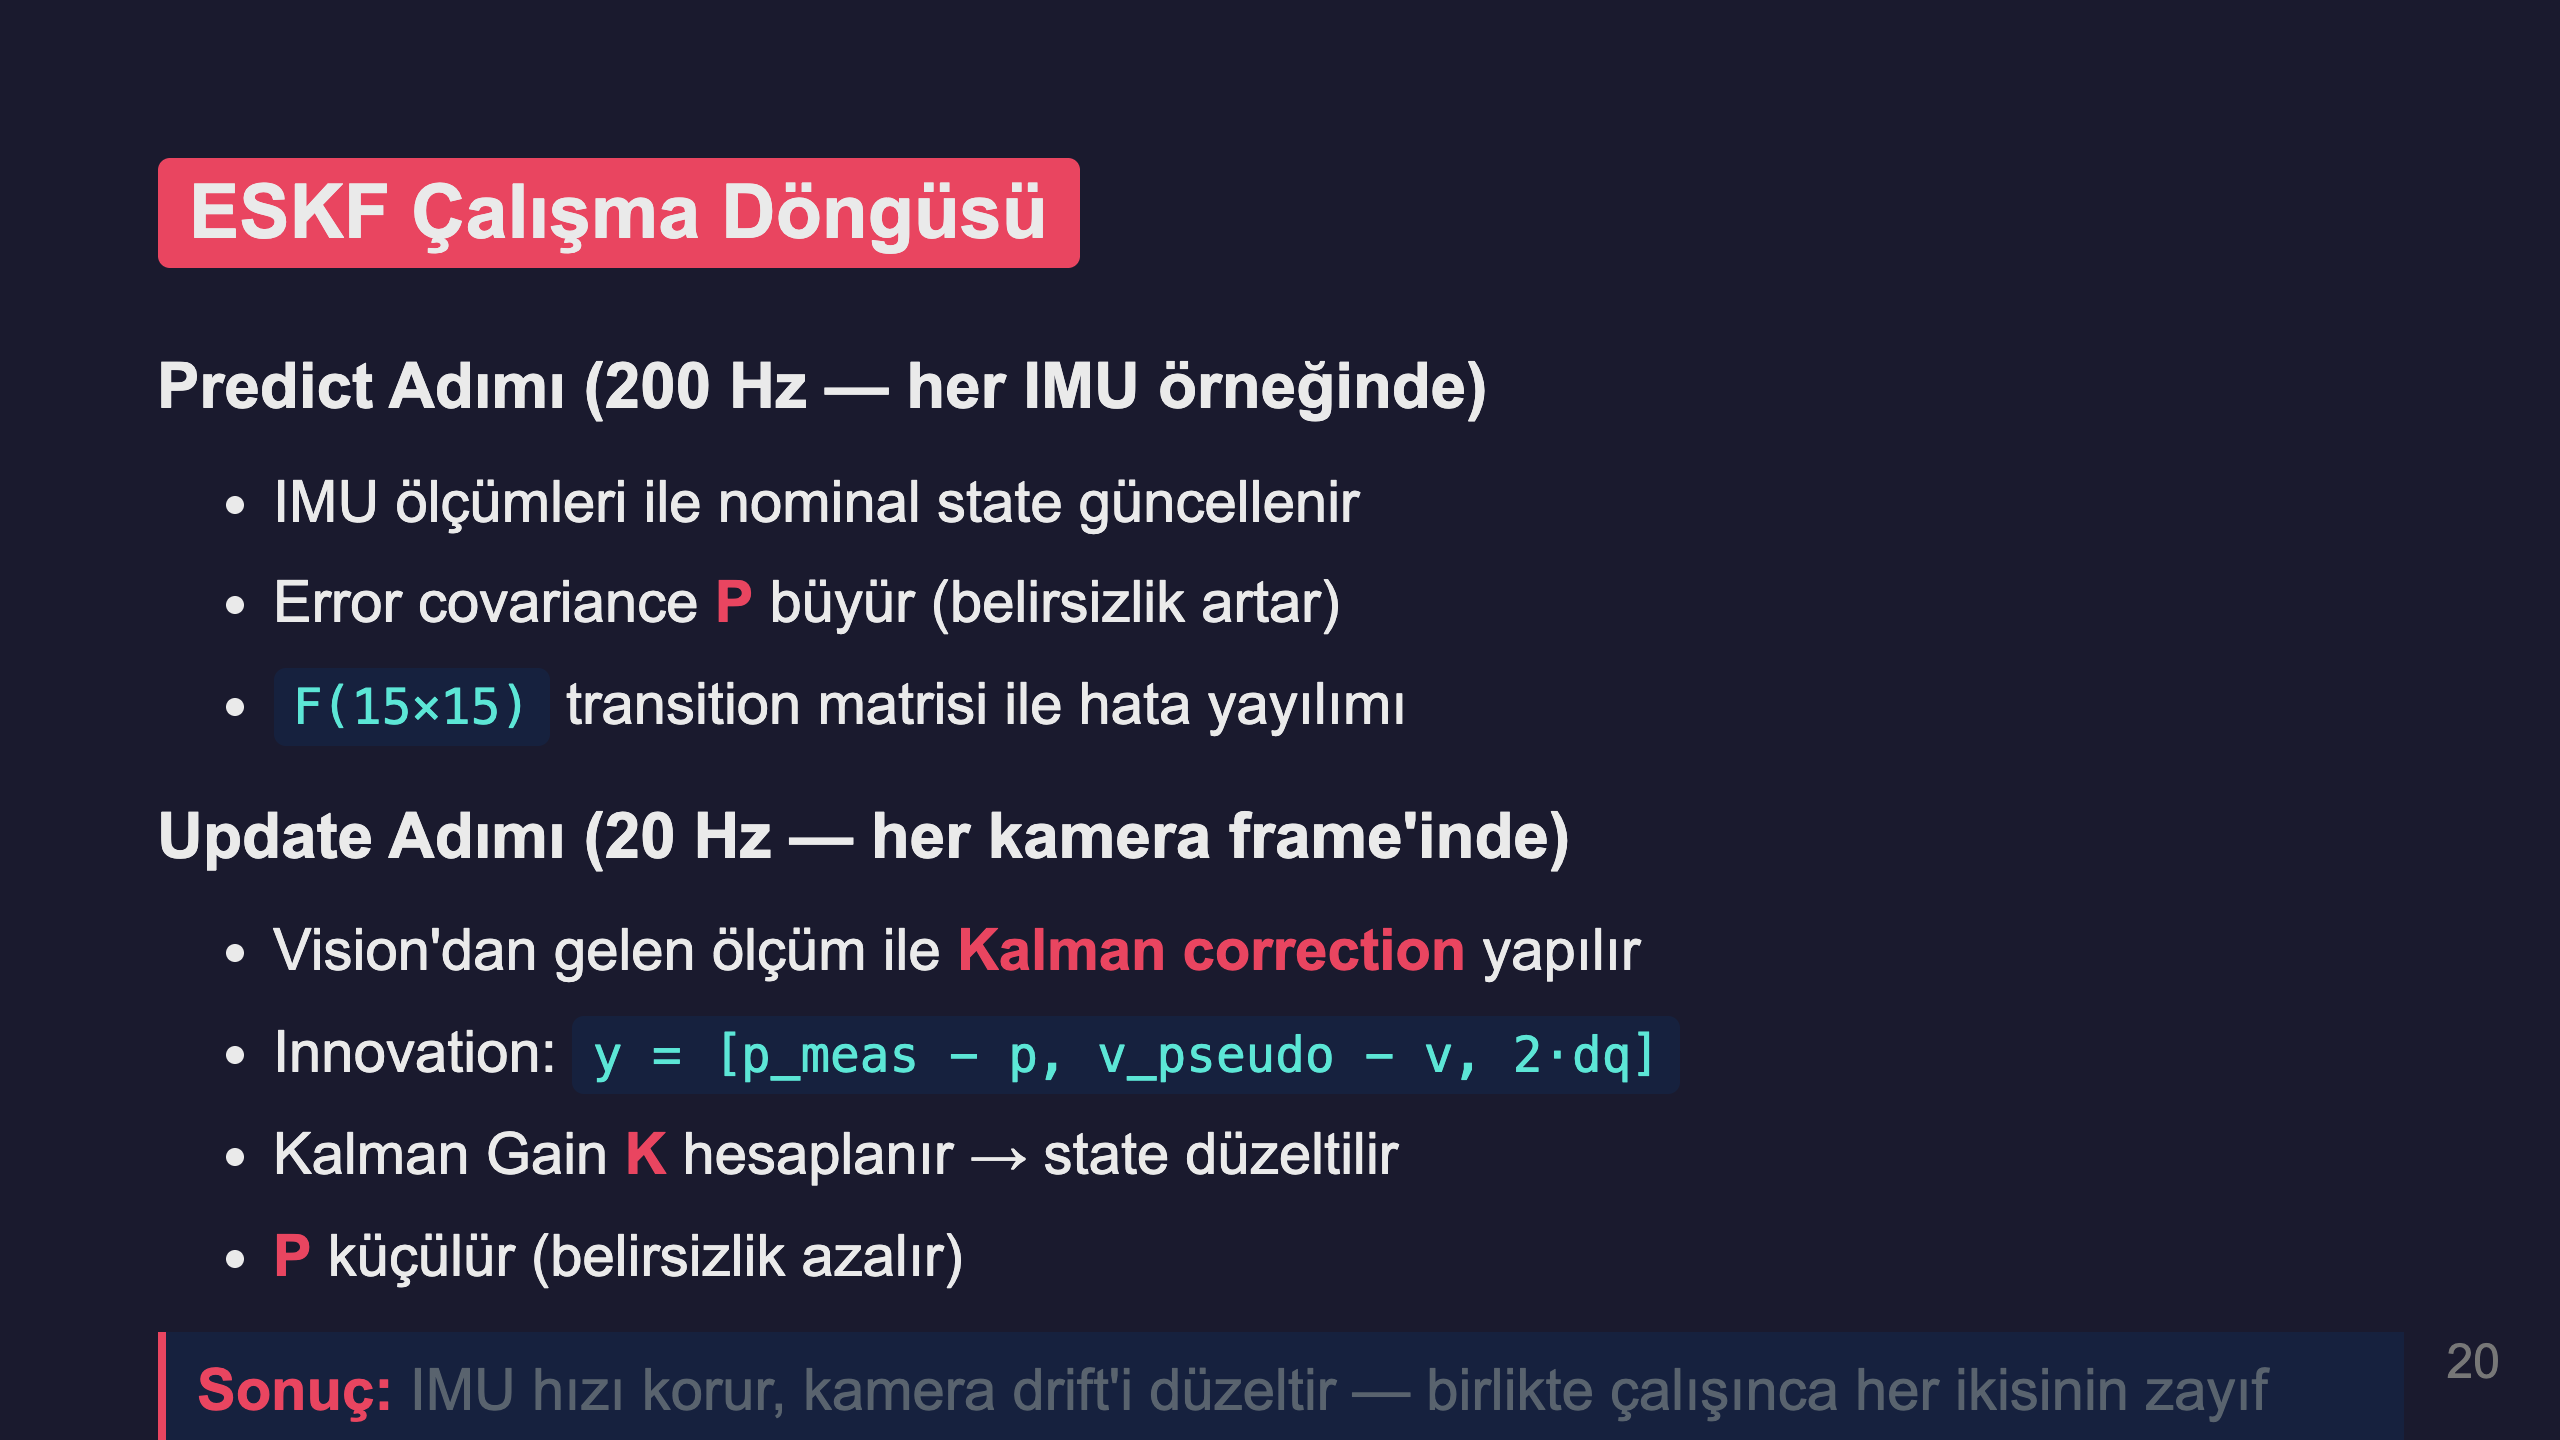 ESKF Çalışma Döngüsü
Predict Adımı (200 Hz — her IMU örneğinde)
• IMU ölçümleri ile nominal state güncellenir
• Error covariance P büyür (belirsizlik artar)
• F(15×15) transition matrisi ile hata yayılımı
Update Adımı (20 Hz — her kamera frame'inde)
• Vision'dan gelen ölçüm ile Kalman correction yapılır
• Innovation: y = [p_meas − p, v_pseudo − v, 2·dq]
• Kalman Gain K hesaplanır → state düzeltilir
• P küçülür (belirsizlik azalır)
Sonuç: IMU hızı korur, kamera drift'i düzeltir — birlikte çalışınca her ikisinin zayıf
20